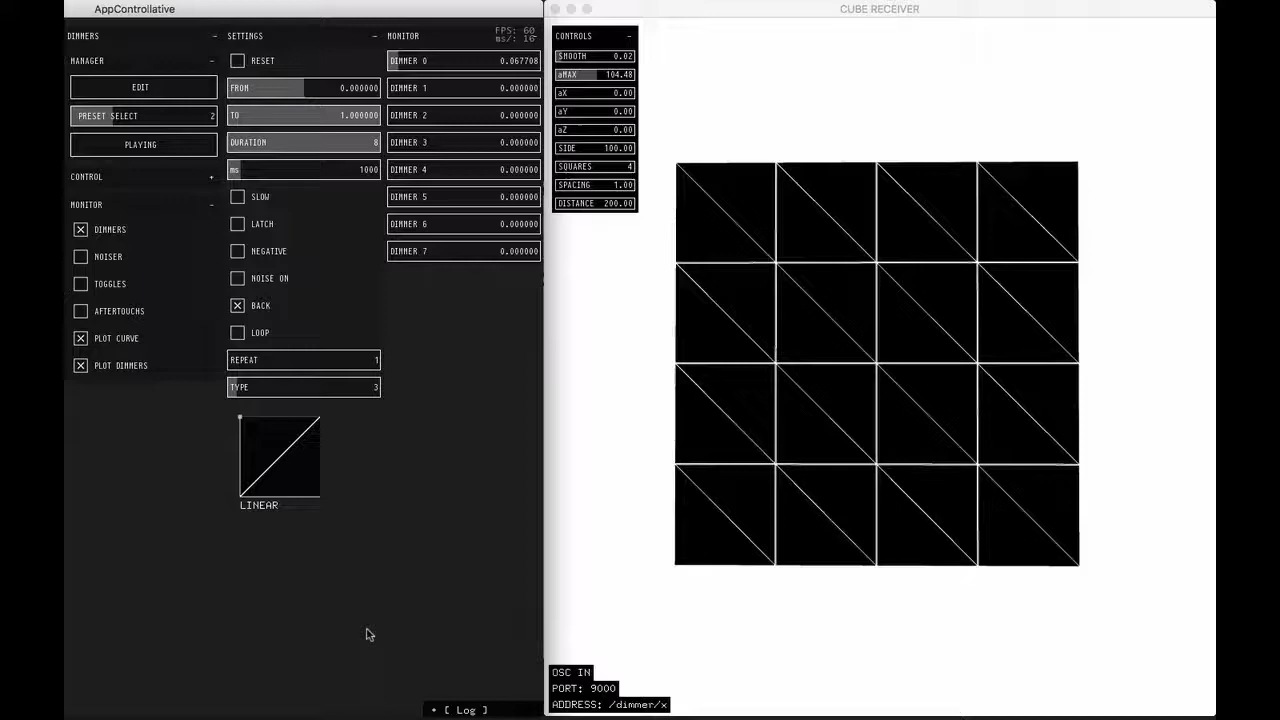 AppControllative
DIMMERS −
MANAGER −
EDIT
PRESET SELECT 2
PLAYING
CONTROL +
MONITOR −
DIMMERS
NOISER
TOGGLES
AFTERTOUCHS
PLOT CURVE
PLOT DIMMERS
SETTINGS −
RESET
FROM 0.000000
TO 1.000000
DURATION 8
ms 1000
SLOW
LATCH
NEGATIVE
NOISE ON
BACK
LOOP
REPEAT 1
TYPE 3
LINEAR
FPS: 60
ms/: 16
MONITOR −
DIMMER 0 0.067708
DIMMER 1 0.000000
DIMMER 2 0.000000
DIMMER 3 0.000000
DIMMER 4 0.000000
DIMMER 5 0.000000
DIMMER 6 0.000000
DIMMER 7 0.000000
+ [ Log ]
CUBE RECEIVER
CONTROLS −
SMOOTH 0.02
aMAX 104.48
aX 0.00
aY 0.00
aZ 0.00
SIDE 100.00
SQUARES 4
SPACING 1.00
DISTANCE 200.00
OSC IN
PORT: 9000
ADDRESS: /dimmer/x